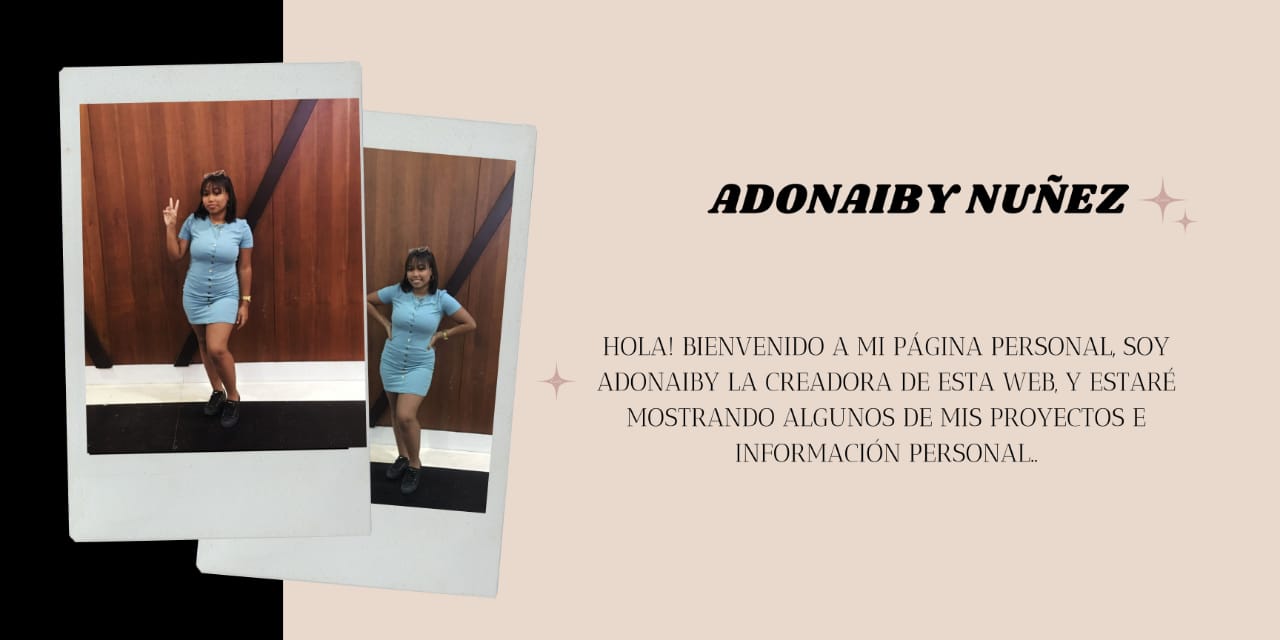 ADONAIBY NUÑEZ
HOLA! BIENVENIDO A MI PÁGINA PERSONAL, SOY
ADONAIBY LA CREADORA DE ESTA WEB, Y ESTARÉ
MOSTRANDO ALGUNOS DE MIS PROYECTOS E
INFORMACIÓN PERSONAL..